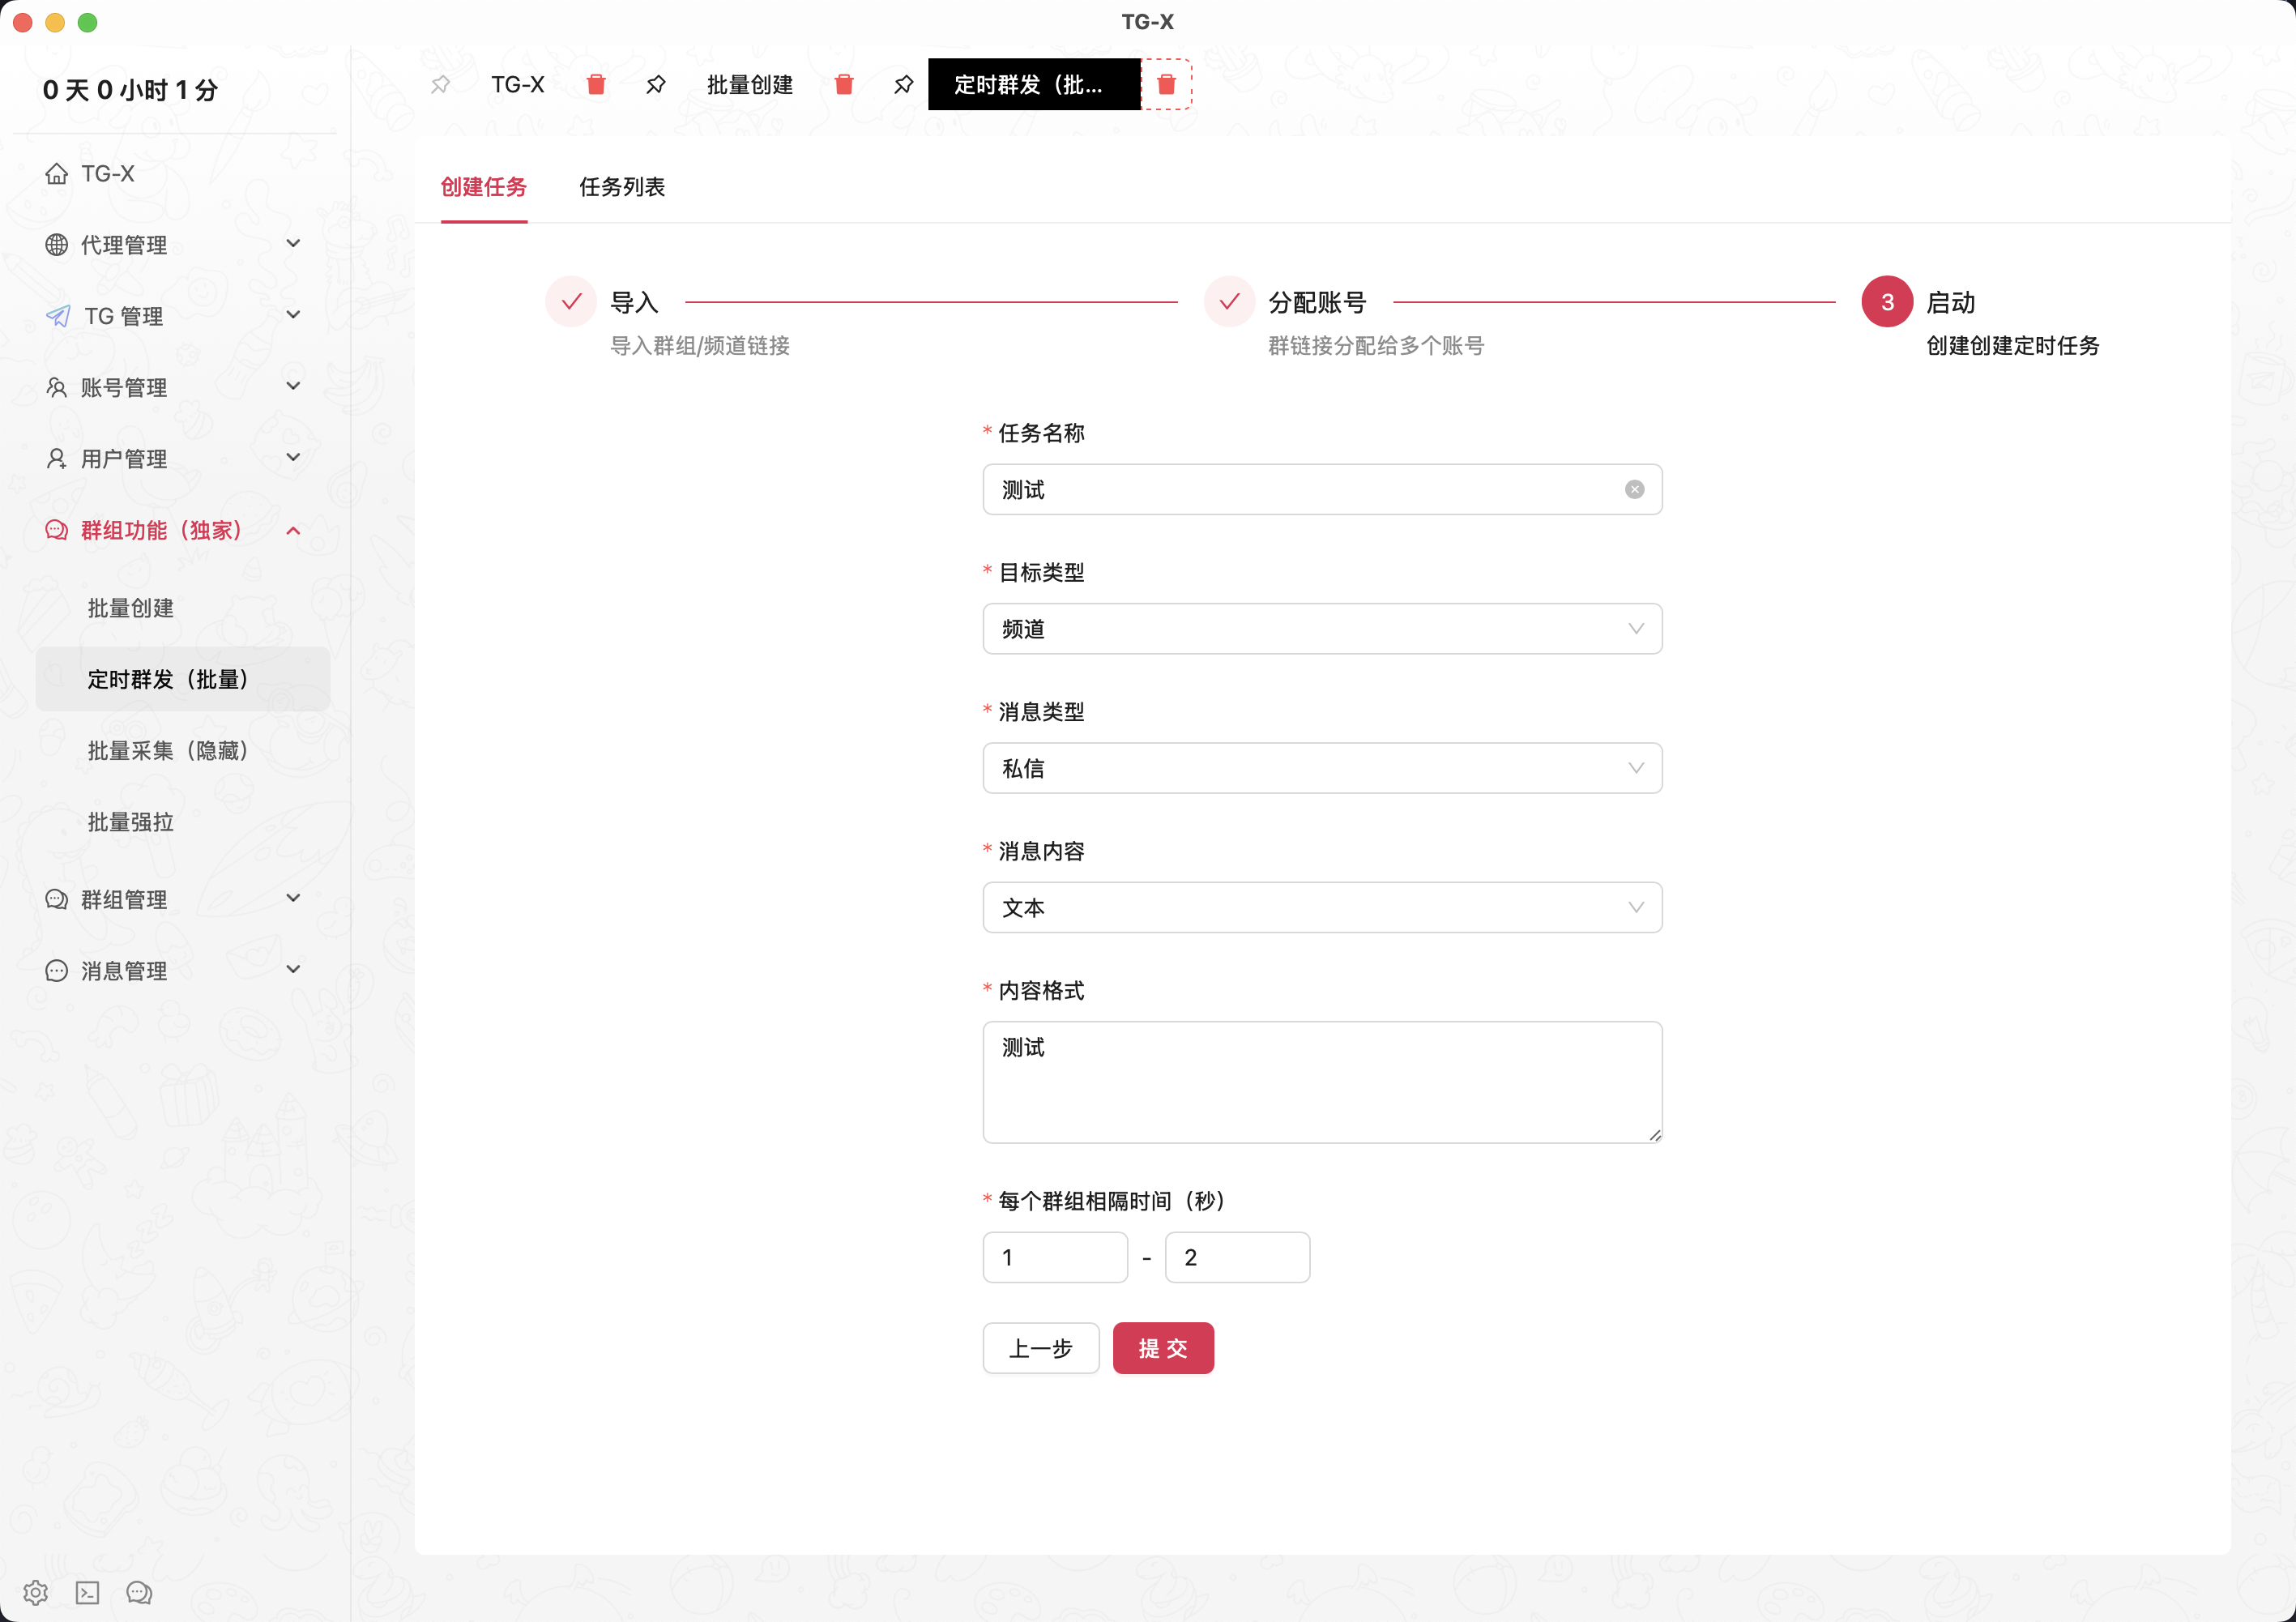 TG-X
0 天 0 小时 1 分
TG-X
批量创建
定时群发（批...
TG-X
代理管理
TG 管理
账号管理
用户管理
群组功能（独家）
批量创建
定时群发（批量）
批量采集（隐藏）
批量强拉
群组管理
消息管理
创建任务
任务列表
导入
导入群组/频道链接
分配账号
群链接分配给多个账号
3
启动
创建创建定时任务
* 任务名称
测试
* 目标类型
频道
* 消息类型
私信
* 消息内容
文本
* 内容格式
测试
* 每个群组相隔时间（秒）
1 - 2
上一步
提 交